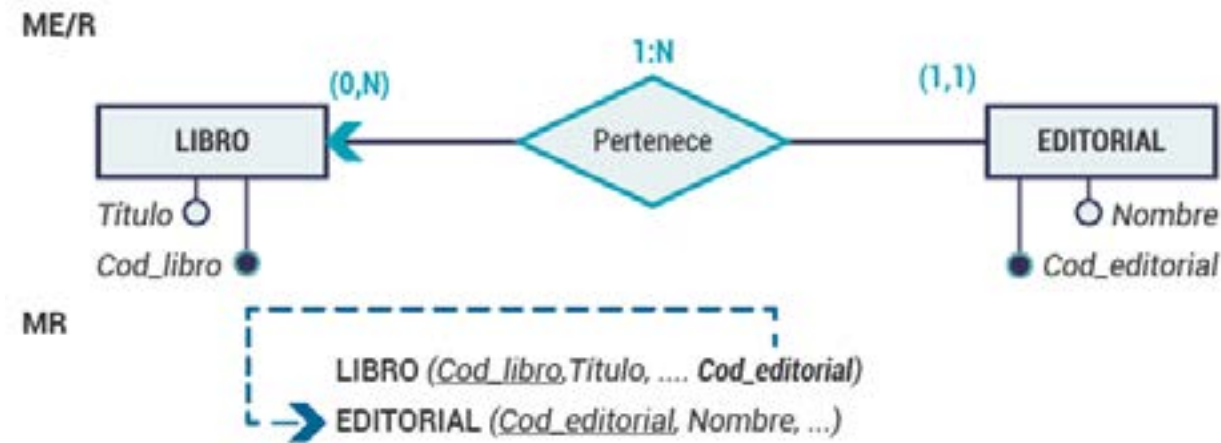 ME/R
1:N
(0,N)
(1,1)
LIBRO
Pertenece
EDITORIAL
Título
Nombre
Cod_libro
Cod_editorial
MR
LIBRO (Cod_libro,Título, .... Cod_editorial)
EDITORIAL (Cod_editorial, Nombre, ...)